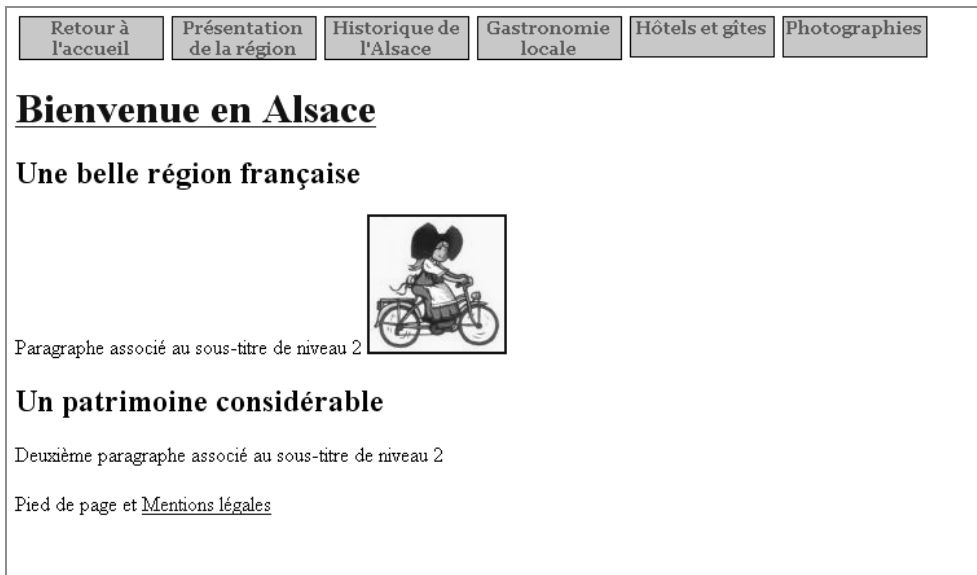 Retour à
l'accueil
Présentation
de la région
Historique de
l'Alsace
Gastronomie
locale
Hôtels et gîtes
Photographies
Bienvenue en Alsace
Une belle région française
Paragraphe associé au sous-titre de niveau 2
Un patrimoine considérable
Deuxième paragraphe associé au sous-titre de niveau 2
Pied de page et Mentions légales